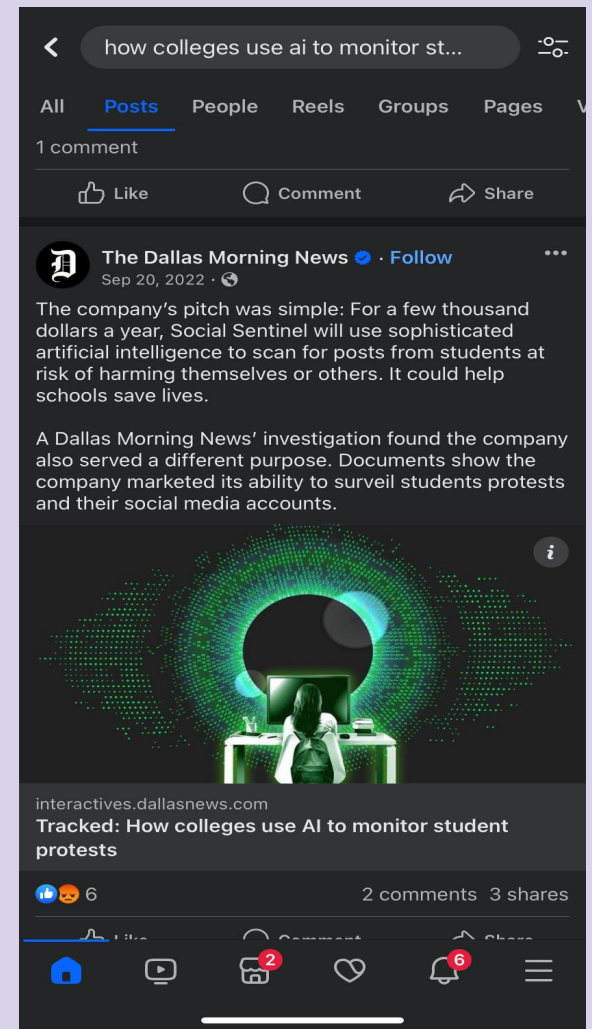 how colleges use ai to monitor st...
All Posts People Reels Groups Pages V
1 comment
Like Comment Share
The Dallas Morning News · Follow
Sep 20, 2022 ·
The company's pitch was simple: For a few thousand
dollars a year, Social Sentinel will use sophisticated
artificial intelligence to scan for posts from students at
risk of harming themselves or others. It could help
schools save lives.
A Dallas Morning News' investigation found the company
also served a different purpose. Documents show the
company marketed its ability to surveil students protests
and their social media accounts.
interactives.dallasnews.com
Tracked: How colleges use AI to monitor student
protests
6 2 comments 3 shares
Like Comment Share
2 6